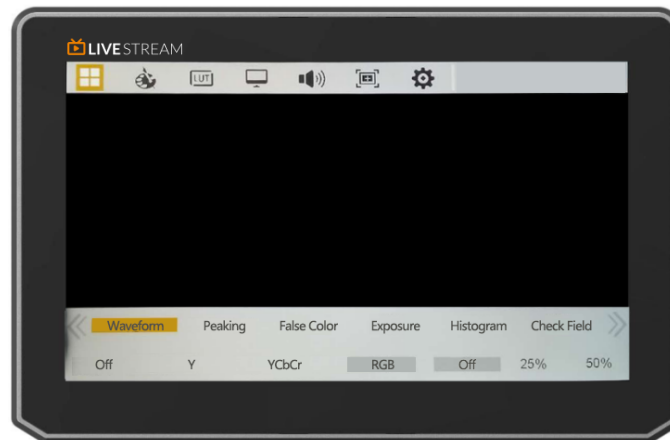 LIVESTREAM
LUT
Waveform Peaking False Color Exposure Histogram Check Field
Off Y YCbCr RGB Off 25% 50%